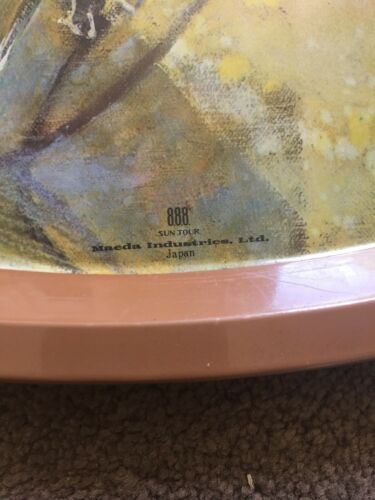 888
SUN TOUR
Maeda Industries, Ltd.
Japan